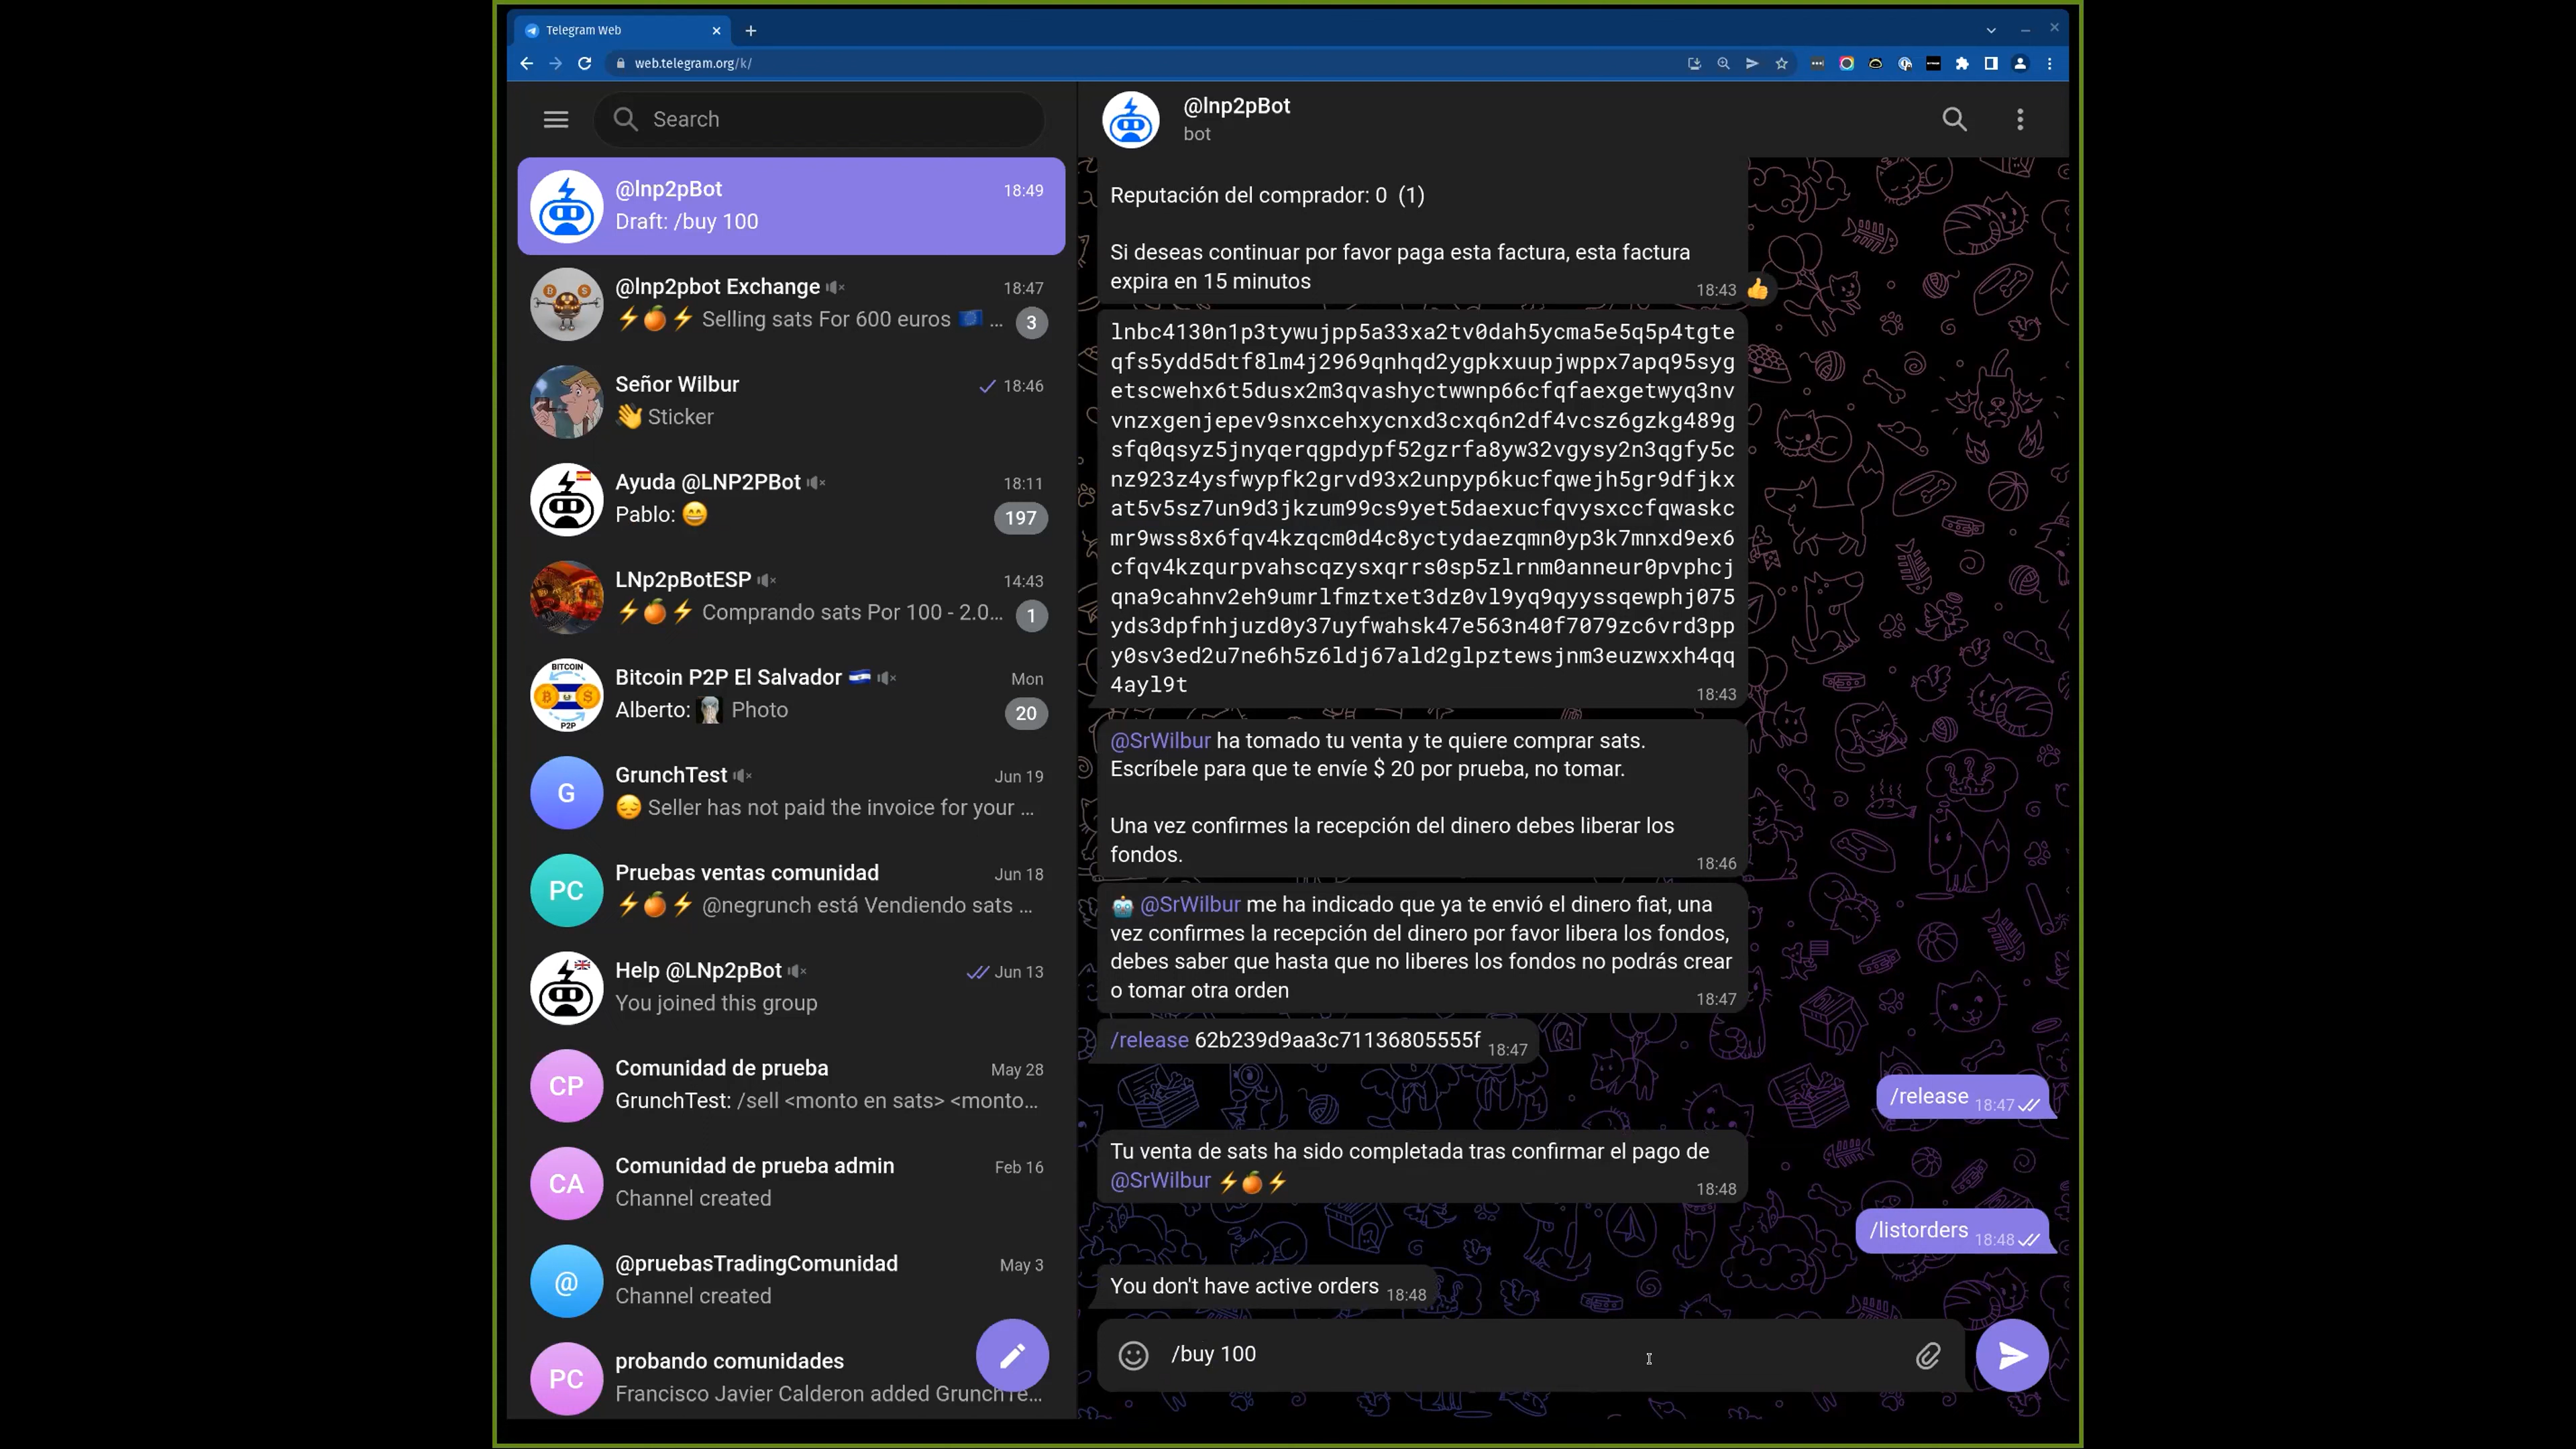 Telegram Web
web.telegram.org/k/
Search
@lnp2pBot
18:49
Draft: /buy 100
@lnp2pbot Exchange
18:47
⚡🍊⚡ Selling sats For 600 euros 🇪🇺 ...
3
Señor Wilbur
18:46
👋 Sticker
Ayuda @LNP2PBot
18:11
Pablo: 😄
197
LNp2pBotESP
14:43
⚡🍊⚡ Comprando sats Por 100 - 2.0...
1
BITCOIN
P2P
Bitcoin P2P El Salvador 🇸🇻
Mon
Alberto: Photo
20
G
GrunchTest
Jun 19
😔 Seller has not paid the invoice for your ...
PC
Pruebas ventas comunidad
Jun 18
⚡🍊⚡ @negrunch está Vendiendo sats ...
Help @LNp2pBot
Jun 13
You joined this group
CP
Comunidad de prueba
May 28
GrunchTest: /sell <monto en sats> <monto...
CA
Comunidad de prueba admin
Feb 16
Channel created
@
@pruebasTradingComunidad
May 3
Channel created
PC
probando comunidades
Francisco Javier Calderon added GrunchTe...
@lnp2pBot
bot
Reputación del comprador: 0 (1)
Si deseas continuar por favor paga esta factura, esta factura
expira en 15 minutos
18:43
👍
lnbc4130n1p3tywujpp5a33xa2tv0dah5ycma5e5q5p4tgte
qfs5ydd5dtf8lm4j2969qnhqd2ygpkxuupjwppx7apq95syg
etscwehx6t5dusx2m3qvashyctwwnp66cfqfaexgetwyq3nv
vnzxgenjepev9snxcehxycnxd3cxq6n2df4vcsz6gzkg489g
sfq0qsyz5jnyqerqgpdypf52gzrfa8yw32vgysy2n3qgfy5c
nz923z4ysfwypfk2grvd93x2unpyp6kucfqwejh5gr9dfjkx
at5v5sz7un9d3jkzum99cs9yet5daexucfqvysxccfqwaskc
mr9wss8x6fqv4kzqcm0d4c8yctydaezqmn0yp3k7mnxd9ex6
cfqv4kzqurpvahscqzysxqrrs0sp5zlrnm0anneur0pvphcj
qna9cahnv2eh9umrlfmztxet3dz0vl9yq9qyyssqewphj075
yds3dpfnhjuzd0y37uyfwahsk47e563n40f7079zc6vrd3pp
y0sv3ed2u7ne6h5z6ldj67ald2glpztewsjnm3euzwxxh4qq
4ayl9t
18:43
@SrWilbur ha tomado tu venta y te quiere comprar sats.
Escríbele para que te envíe $ 20 por prueba, no tomar.
Una vez confirmes la recepción del dinero debes liberar los
fondos.
18:46
🤖 @SrWilbur me ha indicado que ya te envió el dinero fiat, una
vez confirmes la recepción del dinero por favor libera los fondos,
debes saber que hasta que no liberes los fondos no podrás crear
o tomar otra orden
18:47
/release 62b239d9aa3c71136805555f 18:47
/release 18:47
Tu venta de sats ha sido completada tras confirmar el pago de
@SrWilbur ⚡🍊⚡
18:48
/listorders 18:48
You don't have active orders 18:48
/buy 100